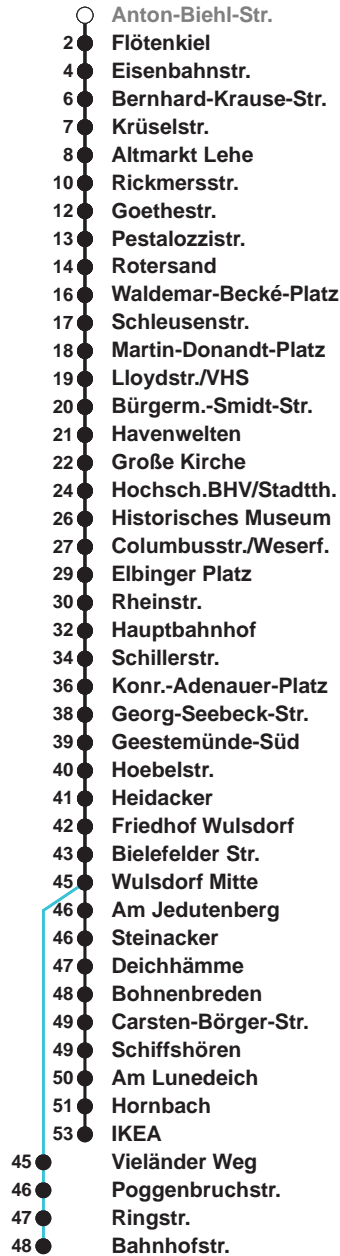 Anton-Biehl-Str.
2 Flötenkiel
4 Eisenbahnstr.
6 Bernhard-Krause-Str.
7 Krüselstr.
8 Altmarkt Lehe
10 Rickmersstr.
12 Goethestr.
13 Pestalozzistr.
14 Rotersand
16 Waldemar-Becké-Platz
17 Schleusenstr.
18 Martin-Donandt-Platz
19 Lloydstr./VHS
20 Bürgerm.-Smidt-Str.
21 Havenwelten
22 Große Kirche
24 Hochsch.BHV/Stadtth.
26 Historisches Museum
27 Columbusstr./Weserf.
29 Elbinger Platz
30 Rheinstr.
32 Hauptbahnhof
34 Schillerstr.
36 Konr.-Adenauer-Platz
38 Georg-Seebeck-Str.
39 Geestemünde-Süd
40 Hoebelstr.
41 Heidacker
42 Friedhof Wulsdorf
43 Bielefelder Str.
45 Wulsdorf Mitte
46 Am Jedutenberg
46 Steinacker
47 Deichhämme
48 Bohnenbreden
49 Carsten-Börger-Str.
49 Schiffshören
50 Am Lunedeich
51 Hornbach
53 IKEA
45 Vieländer Weg
46 Poggenbruchstr.
47 Ringstr.
48 Bahnhofstr.